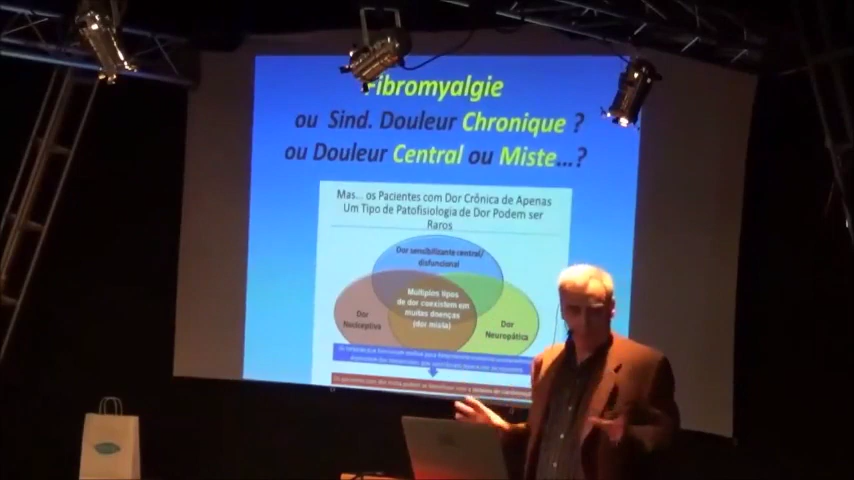 Fibromyalgie
ou Sind. Douleur Chronique ?
ou Douleur Central ou Miste...?
Mas... os Pacientes com Dor Crônica de Apenas
Um Tipo de Patofisiologia de Dor Podem ser
Raros
Dor sensibilizante central/
disfuncional
Multiplos tipos
de dor coexistem em
muitas doenças
(dor mista)
Dor
Nociceptiva
Dor
Neuropática